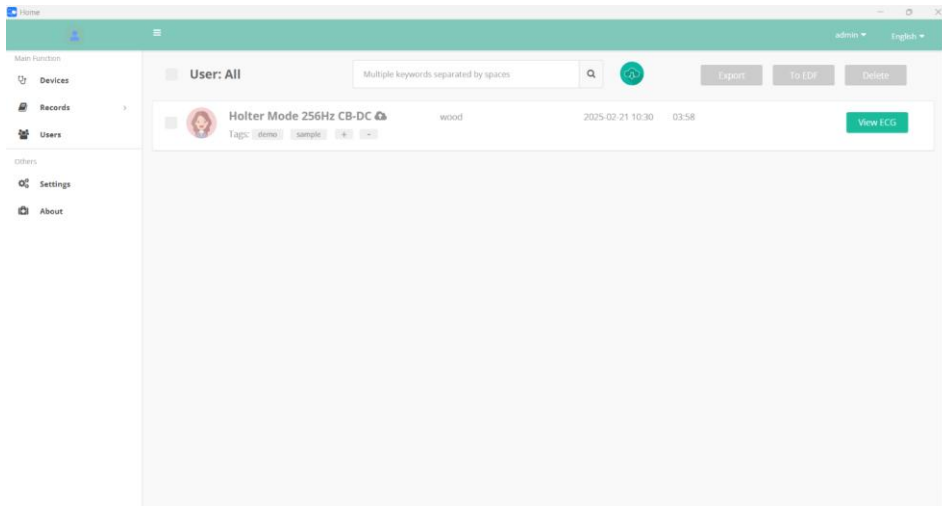 Home
admin English
Main Function
Devices
Records
Users
Others
Settings
About
User: All Multiple keywords separated by spaces Export To EDF Delete
Holter Mode 256Hz CB-DC wood 2025-02-21 10:30 03:58 View ECG
Tags: demo sample + -